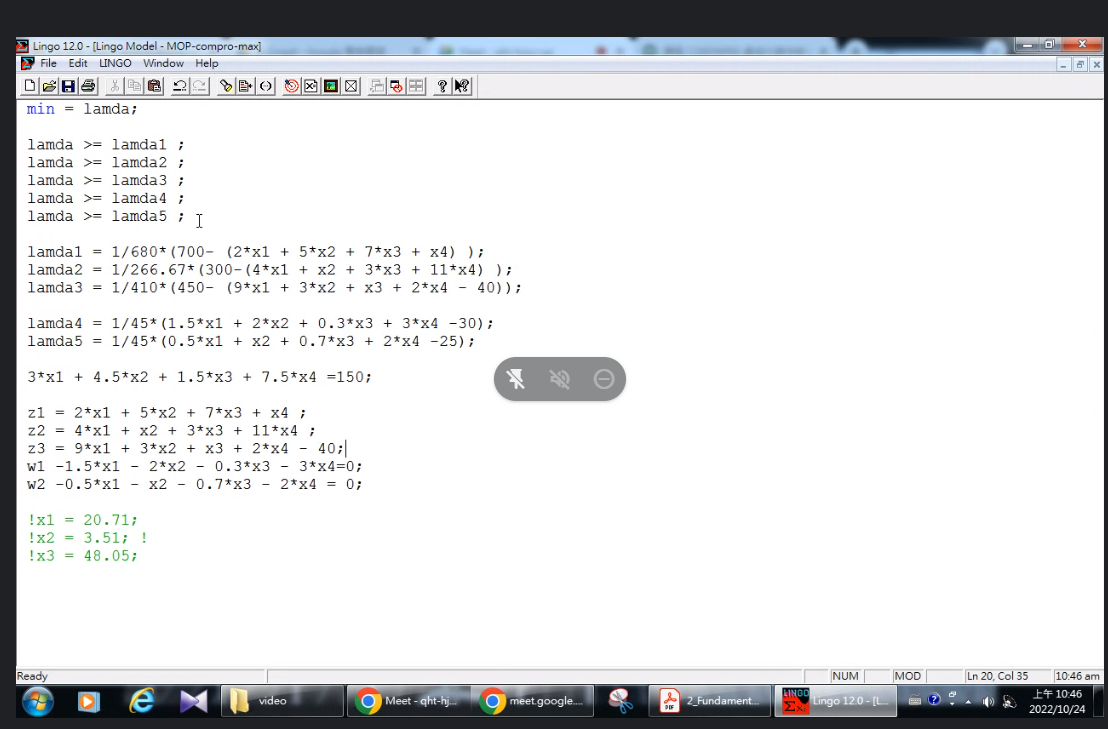 Lingo 12.0 - [Lingo Model - MOP-compro-max]
File Edit LINGO Window Help
min = lamda;
lamda >= lamda1 ;
lamda >= lamda2 ;
lamda >= lamda3 ;
lamda >= lamda4 ;
lamda >= lamda5 ;
lamda1 = 1/680*(700- (2*x1 + 5*x2 + 7*x3 + x4) );
lamda2 = 1/266.67*(300-(4*x1 + x2 + 3*x3 + 11*x4) );
lamda3 = 1/410*(450- (9*x1 + 3*x2 + x3 + 2*x4 - 40));
lamda4 = 1/45*(1.5*x1 + 2*x2 + 0.3*x3 + 3*x4 -30);
lamda5 = 1/45*(0.5*x1 + x2 + 0.7*x3 + 2*x4 -25);
3*x1 + 4.5*x2 + 1.5*x3 + 7.5*x4 =150;
z1 = 2*x1 + 5*x2 + 7*x3 + x4 ;
z2 = 4*x1 + x2 + 3*x3 + 11*x4 ;
z3 = 9*x1 + 3*x2 + x3 + 2*x4 - 40;
w1 -1.5*x1 - 2*x2 - 0.3*x3 - 3*x4=0;
w2 -0.5*x1 - x2 - 0.7*x3 - 2*x4 = 0;
!x1 = 20.71;
!x2 = 3.51; !
!x3 = 48.05;
Ready NUM MOD Ln 20, Col 35 10:46 am
video Meet - qht-hj... meet.google.... 2_Fundament... Lingo 12.0 - [L... 上午 10:46
2022/10/24